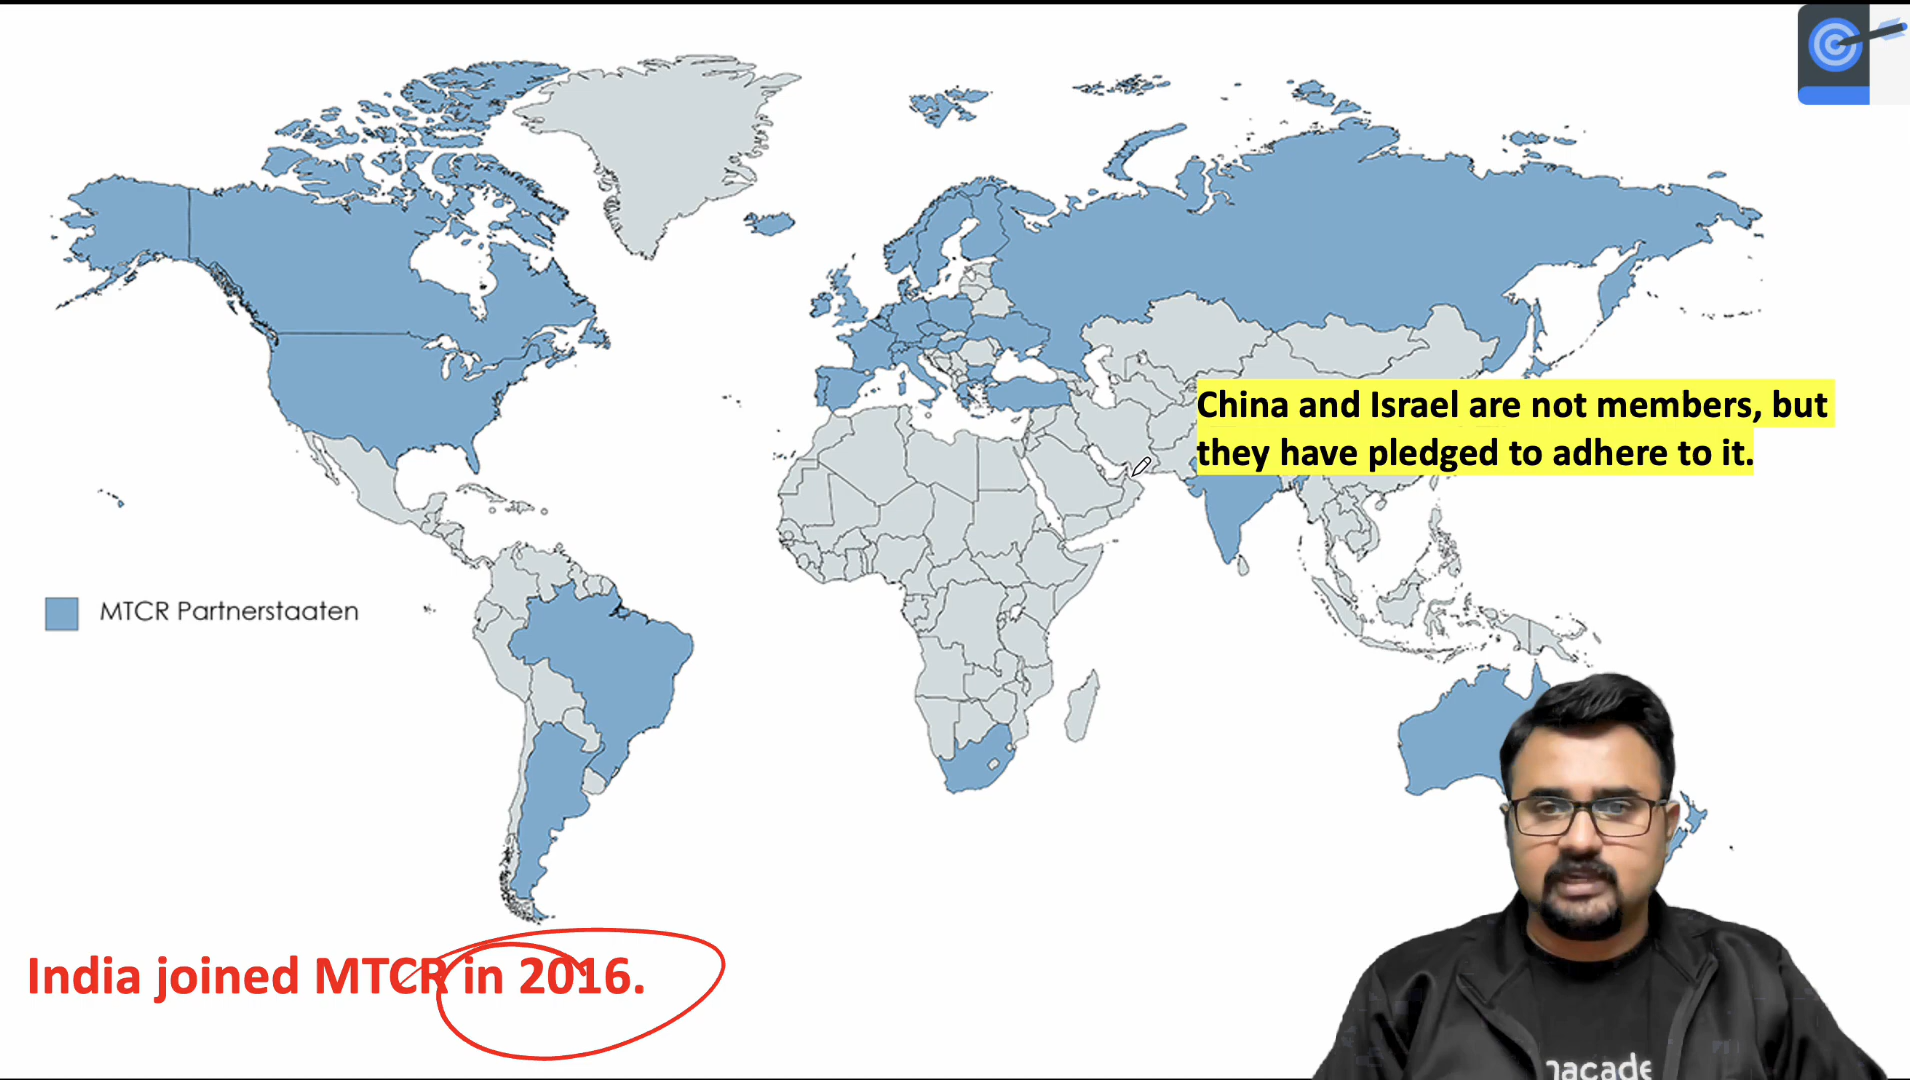 China and Israel are not members, but
they have pledged to adhere to it.
MTCR Partnerstaaten
India joined MTCR in 2016.
nacade